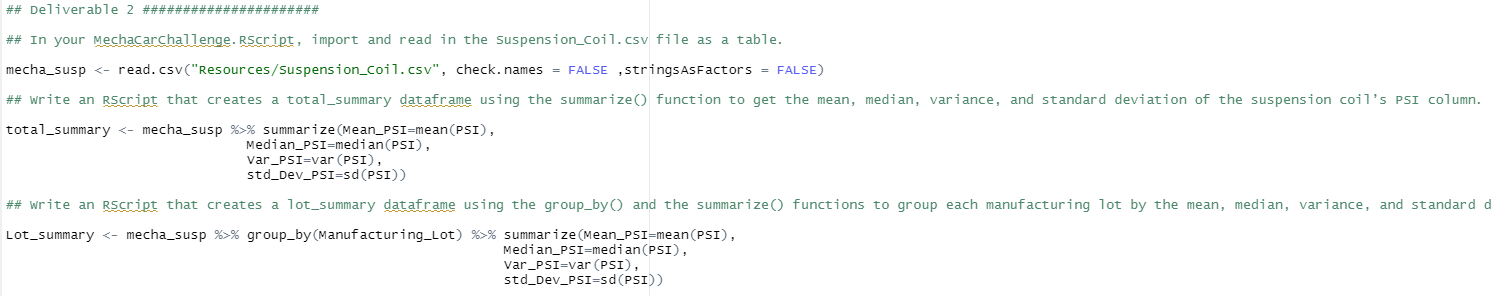 ## Deliverable 2 ######################
## In your MechaCarChallenge.RScript, import and read in the Suspension_Coil.csv file as a table.
mecha_susp <- read.csv("Resources/Suspension_Coil.csv", check.names = FALSE ,stringsAsFactors = FALSE)
## Write an RScript that creates a total_summary dataframe using the summarize() function to get the mean, median, variance, and standard deviation of the suspension coil's PSI column.
total_summary <- mecha_susp %>% summarize(Mean_PSI=mean(PSI),
Median_PSI=median(PSI),
Var_PSI=var(PSI),
std_Dev_PSI=sd(PSI))
## Write an RScript that creates a lot_summary dataframe using the group_by() and the summarize() functions to group each manufacturing lot by the mean, median, variance, and standard d
Lot_summary <- mecha_susp %>% group_by(Manufacturing_Lot) %>% summarize(Mean_PSI=mean(PSI),
Median_PSI=median(PSI),
Var_PSI=var(PSI),
std_Dev_PSI=sd(PSI))